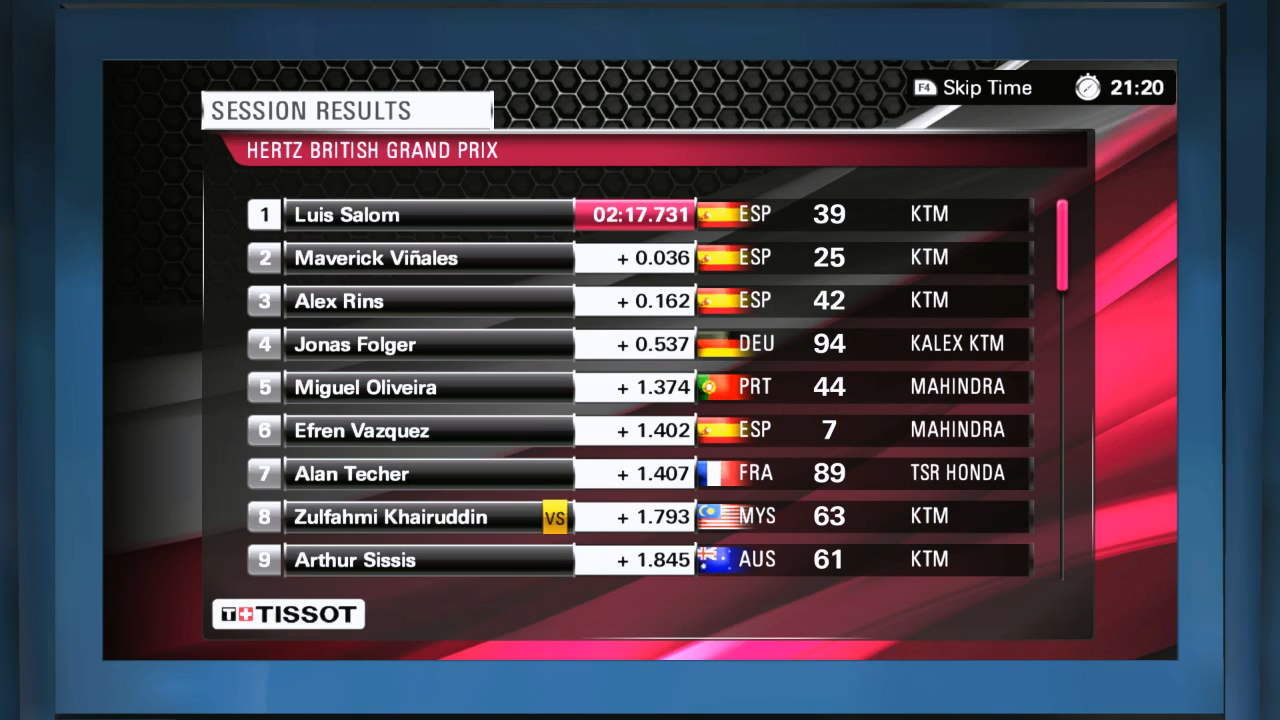 F4 Skip Time 21:20
SESSION RESULTS
HERTZ BRITISH GRAND PRIX
1 Luis Salom 02:17.731 ESP 39 KTM
2 Maverick Viñales + 0.036 ESP 25 KTM
3 Alex Rins + 0.162 ESP 42 KTM
4 Jonas Folger + 0.537 DEU 94 KALEX KTM
5 Miguel Oliveira + 1.374 PRT 44 MAHINDRA
6 Efren Vazquez + 1.402 ESP 7 MAHINDRA
7 Alan Techer + 1.407 FRA 89 TSR HONDA
8 Zulfahmi Khairuddin VS + 1.793 MYS 63 KTM
9 Arthur Sissis + 1.845 AUS 61 KTM
T+ TISSOT